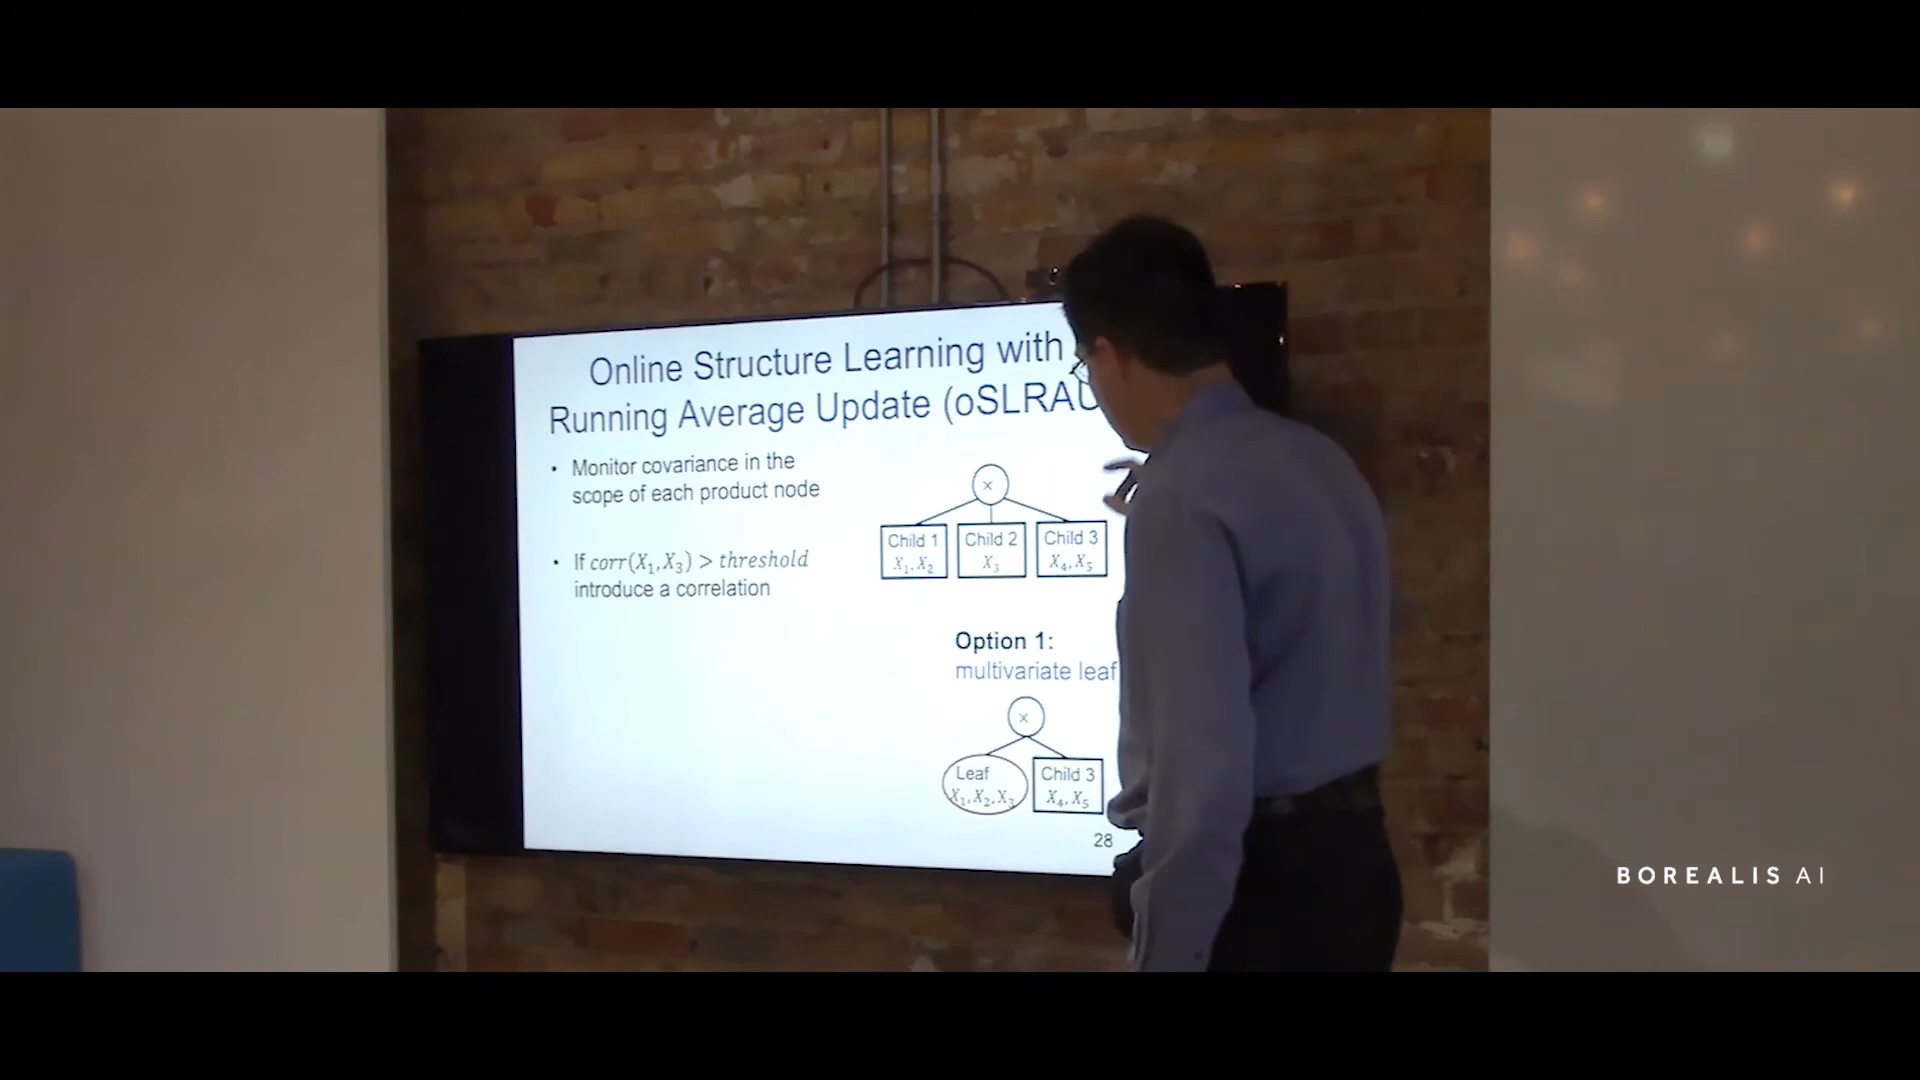 Online Structure Learning with
Running Average Update (oSLRAU
• Monitor covariance in the
scope of each product node
• If corr(X₁,X₃) > threshold
introduce a correlation
×
Child 1
X₁,X₂
Child 2
X₃
Child 3
X₄,X₅
Option 1:
multivariate leaf
×
Leaf
X₁,X₂,X₃
Child 3
X₄,X₅
28
BOREALIS AI